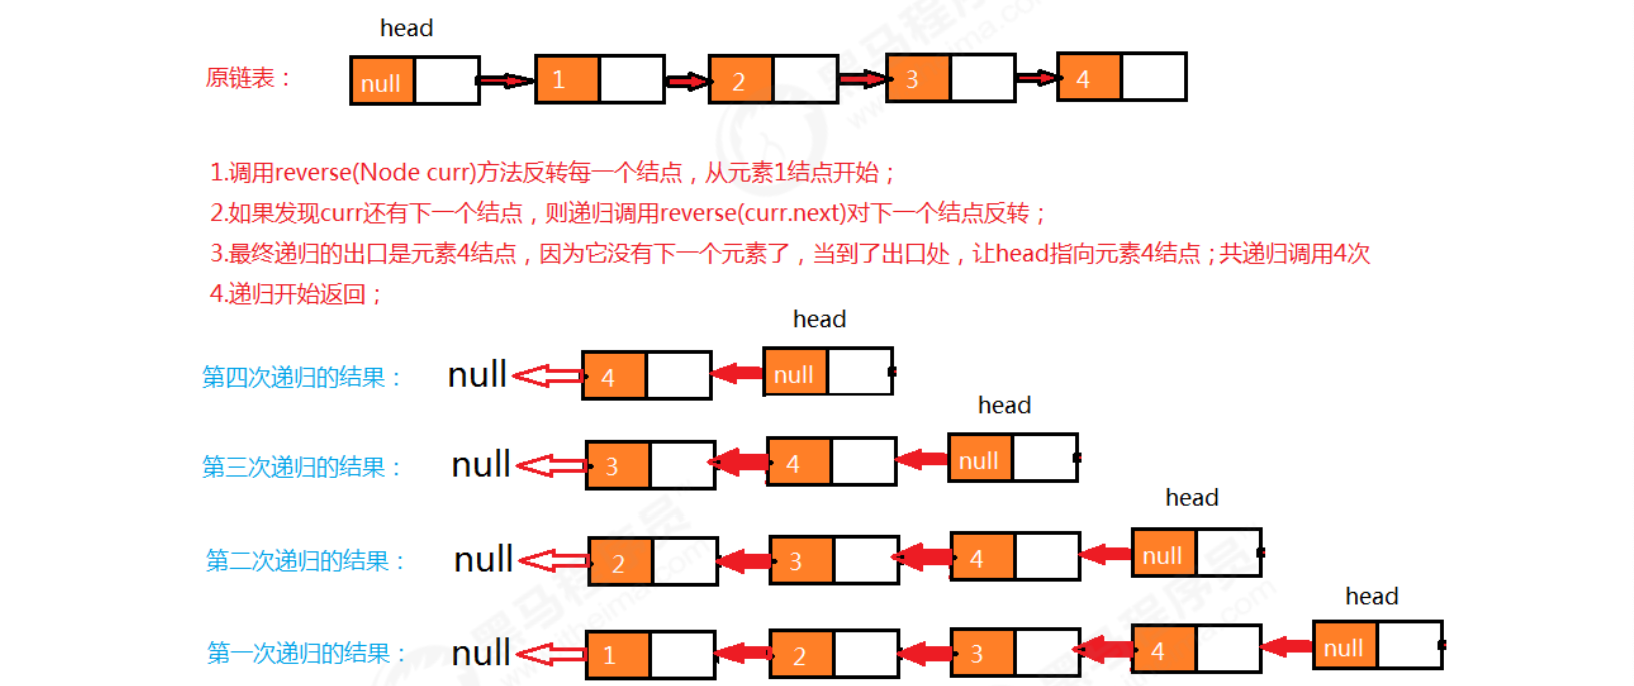 head
原链表： null 1 2 3 4
1.调用reverse(Node curr)方法反转每一个结点，从元素1结点开始；
2.如果发现curr还有下一个结点，则递归调用reverse(curr.next)对下一个结点反转；
3.最终递归的出口是元素4结点，因为它没有下一个元素了，当到了出口处，让head指向元素4结点；共递归调用4次
4.递归开始返回；
head
第四次递归的结果： null 4 null
head
第三次递归的结果： null 3 4 null
head
第二次递归的结果： null 2 3 4 null
head
第一次递归的结果： null 1 2 3 4 null